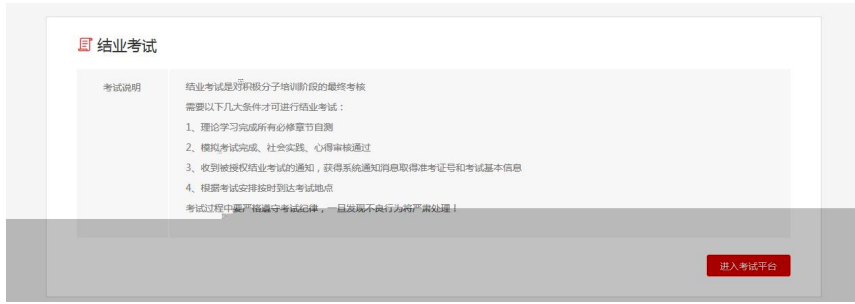 结业考试
考试说明
结业考试是对积极分子培训阶段的最终考核
需要以下几大条件才可进行结业考试：
1、理论学习完成所有必修章节自测
2、模拟考试完成、社会实践、心得审核通过
3、收到被授权结业考试的通知，获得系统通知消息取得准考证号和考试基本信息
4、根据考试安排按时到达考试地点
考试过程中要严格遵守考试纪律，一旦发现不良行为将严肃处理！
进入考试平台